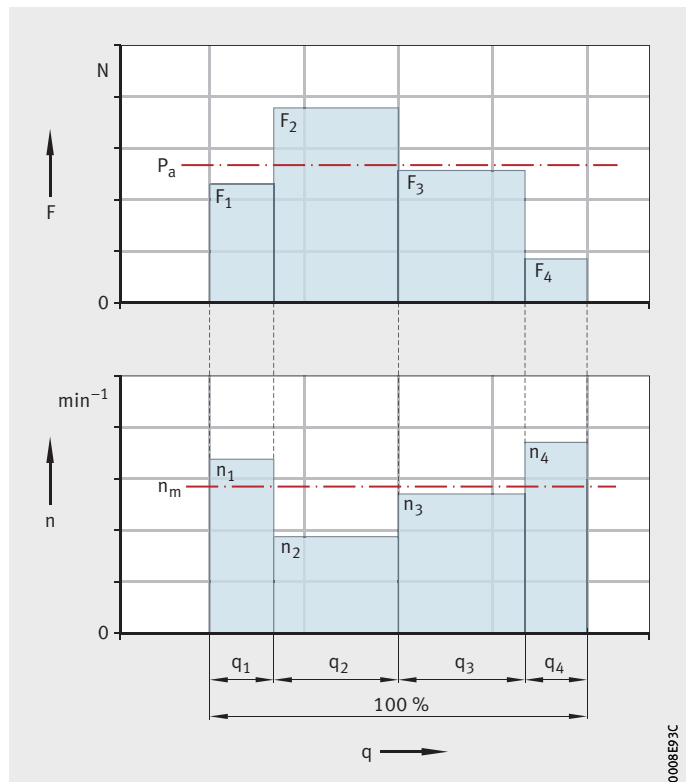 N
F₂
Pₐ
F₁
F₃
F
F₄
0
min⁻¹
n₄
n₁
nₘ
n₃
n
n₂
0
q₁ q₂ q₃ q₄
100 %
q
0008E93C